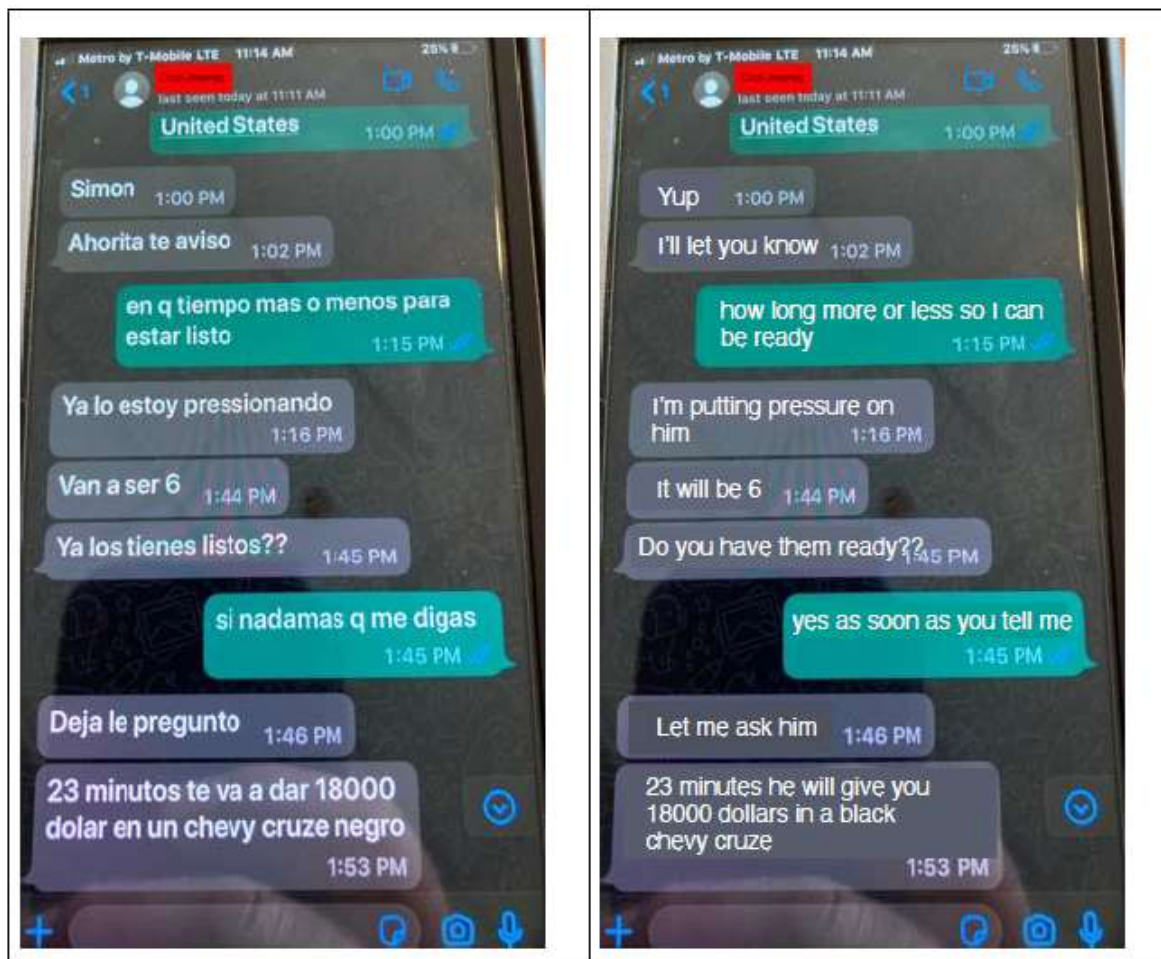 Metro by T-Mobile LTE 11:14 AM 25%
1
last seen today at 11:11 AM
United States
1:00 PM
Simon 1:00 PM
Ahorita te aviso 1:02 PM
en q tiempo mas o menos para
estar listo
1:15 PM
Ya lo estoy pressionando
1:16 PM
Van a ser 6 1:44 PM
Ya los tienes listos?? 1:45 PM
si nadamas q me digas
1:45 PM
Deja le pregunto 1:46 PM
23 minutos te va a dar 18000
dolar en un chevy cruze negro
1:53 PM
Metro by T-Mobile LTE 11:14 AM 25%
1
last seen today at 11:11 AM
United States
1:00 PM
Yup 1:00 PM
I'll let you know 1:02 PM
how long more or less so I can
be ready
1:15 PM
I'm putting pressure on
him 1:16 PM
It will be 6 1:44 PM
Do you have them ready?? 1:45 PM
yes as soon as you tell me
1:45 PM
Let me ask him 1:46 PM
23 minutes he will give you
18000 dollars in a black
chevy cruze
1:53 PM